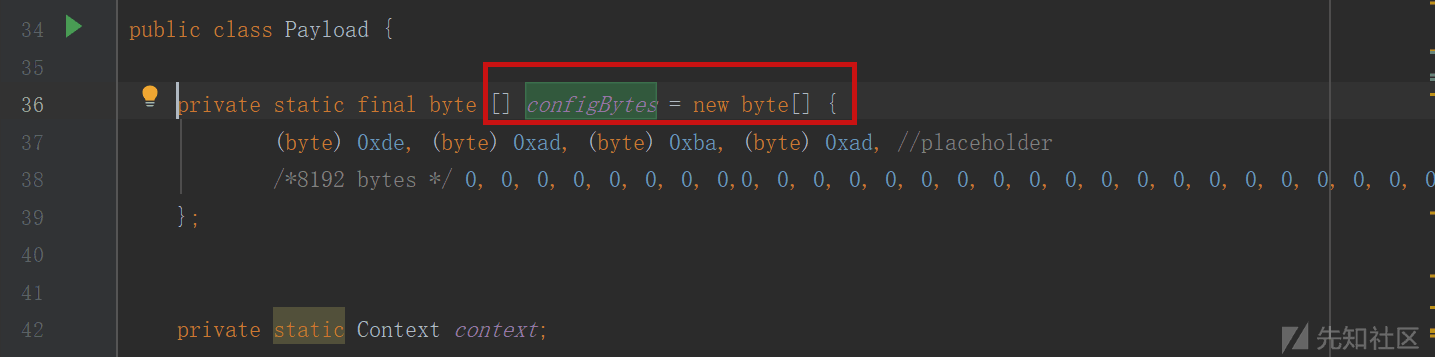 34 public class Payload {
35
36 private static final byte [] configBytes = new byte[] {
37 (byte) 0xde, (byte) 0xad, (byte) 0xba, (byte) 0xad, //placeholder
38 /*8192 bytes */ 0, 0, 0, 0, 0, 0, 0, 0,0, 0, 0, 0, 0, 0, 0, 0, 0, 0, 0, 0, 0, 0, 0, 0, 0, 0, 0
39 };
40
41
42 private static Context context;
先知社区